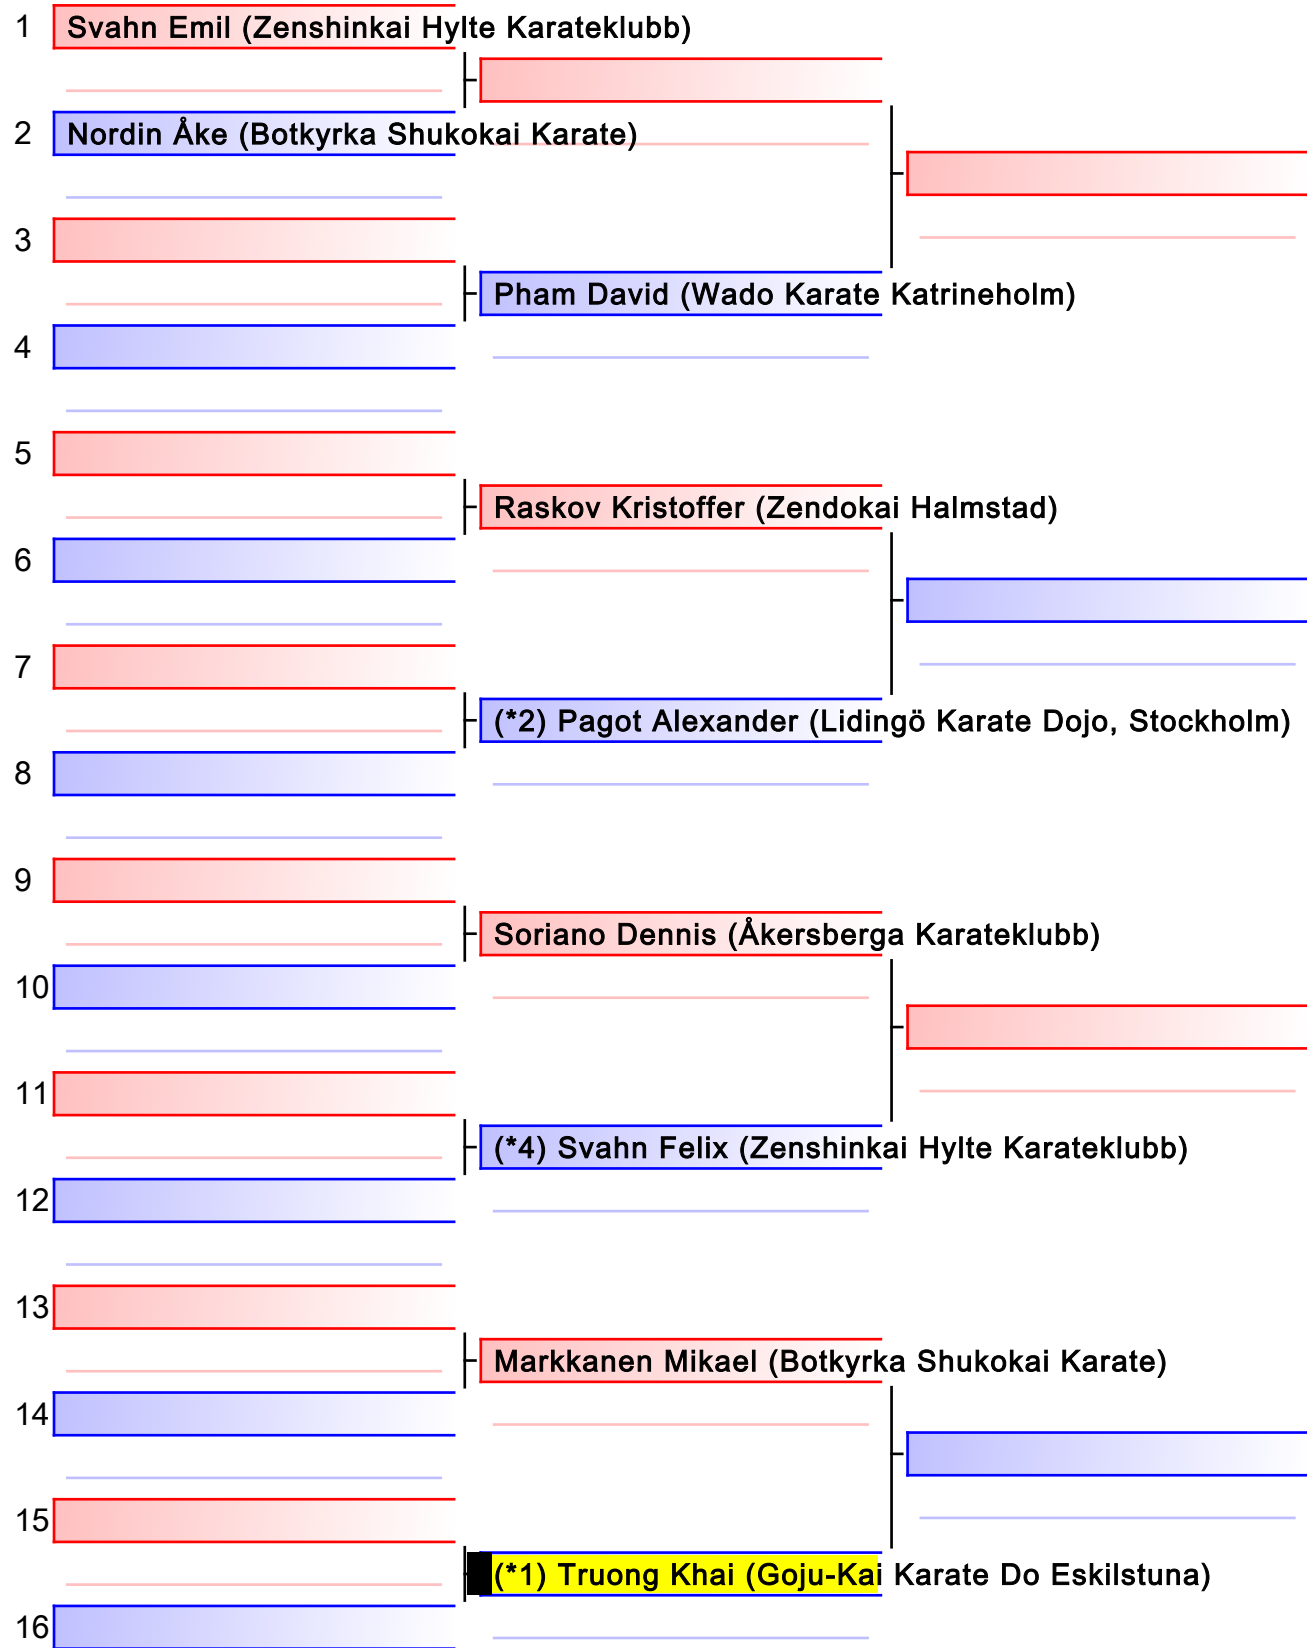 1 Svahn Emil (Zenshinkai Hylte Karateklubb)
2 Nordin Åke (Botkyrka Shukokai Karate)
3
Pham David (Wado Karate Katrineholm)
4
5
Raskov Kristoffer (Zendokai Halmstad)
6
7
(*2) Pagot Alexander (Lidingö Karate Dojo, Stockholm)
8
9
Soriano Dennis (Åkersberga Karateklubb)
10
11
(*4) Svahn Felix (Zenshinkai Hylte Karateklubb)
12
13
Markkanen Mikael (Botkyrka Shukokai Karate)
14
15
(*1) Truong Khai (Goju-Kai Karate Do Eskilstuna)
16